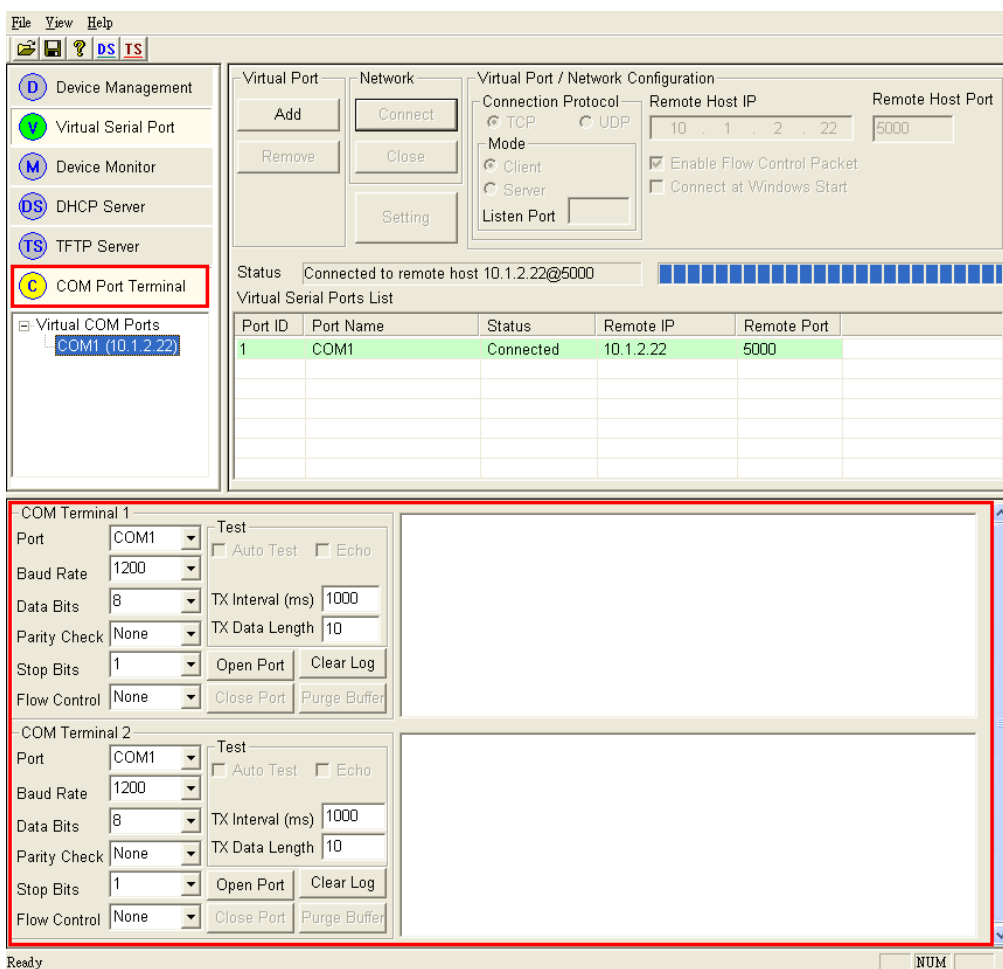 File View Help
DS TS
D Device Management
V Virtual Serial Port
M Device Monitor
DS DHCP Server
TS TFTP Server
C COM Port Terminal
Virtual COM Ports
COM1 (10.1.2.22)
Virtual Port
Add
Remove
Network
Connect
Close
Setting
Virtual Port / Network Configuration
Connection Protocol
TCP UDP
Mode
Client
Server
Listen Port
Remote Host IP
10 . 1 . 2 . 22
Remote Host Port
5000
Enable Flow Control Packet
Connect at Windows Start
Status Connected to remote host 10.1.2.22@5000
Virtual Serial Ports List
Port ID Port Name Status Remote IP Remote Port
1 COM1 Connected 10.1.2.22 5000
COM Terminal 1
Port COM1
Baud Rate 1200
Data Bits 8
Parity Check None
Stop Bits 1
Flow Control None
Test
Auto Test Echo
TX Interval (ms) 1000
TX Data Length 10
Open Port Clear Log
Close Port Purge Buffer
COM Terminal 2
Port COM1
Baud Rate 1200
Data Bits 8
Parity Check None
Stop Bits 1
Flow Control None
Test
Auto Test Echo
TX Interval (ms) 1000
TX Data Length 10
Open Port Clear Log
Close Port Purge Buffer
Ready NUM